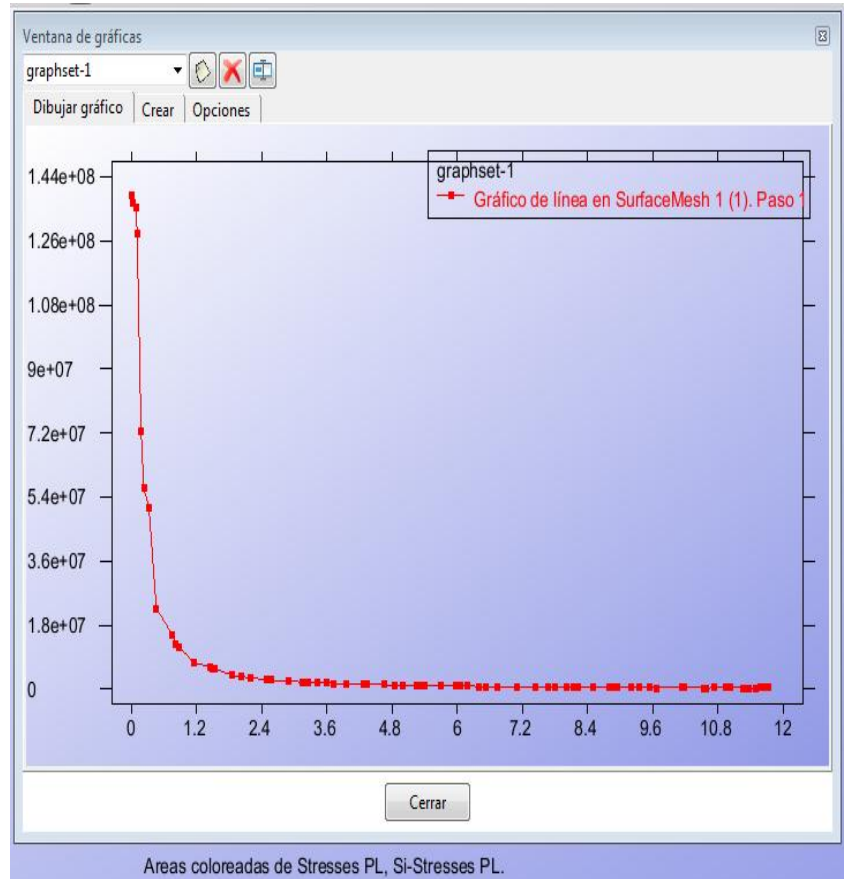 Ventana de gráficas
graphset-1
Dibujar gráfico Crear Opciones
graphset-1
Gráfico de línea en SurfaceMesh 1 (1). Paso 1
1.44e+08
1.26e+08
1.08e+08
9e+07
7.2e+07
5.4e+07
3.6e+07
1.8e+07
0
0 1.2 2.4 3.6 4.8 6 7.2 8.4 9.6 10.8 12
Cerrar
Areas coloreadas de Stresses PL, Si-Stresses PL.